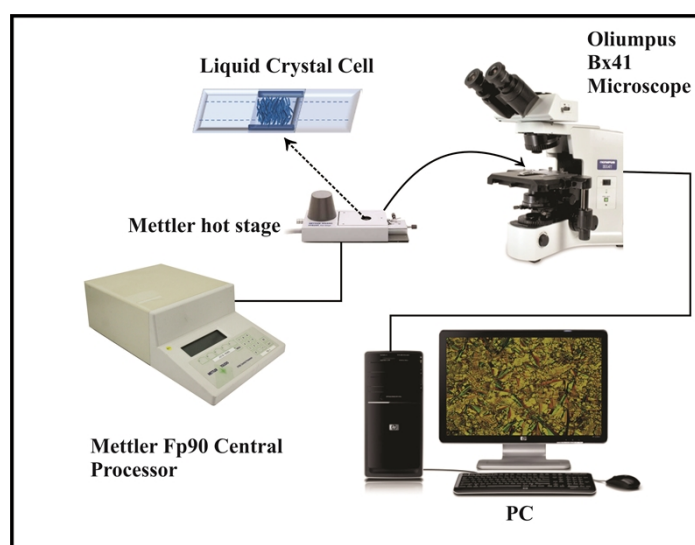 Oliumpus
Bx41
Microscope
Liquid Crystal Cell
Mettler hot stage
Mettler Fp90 Central
Processor
PC